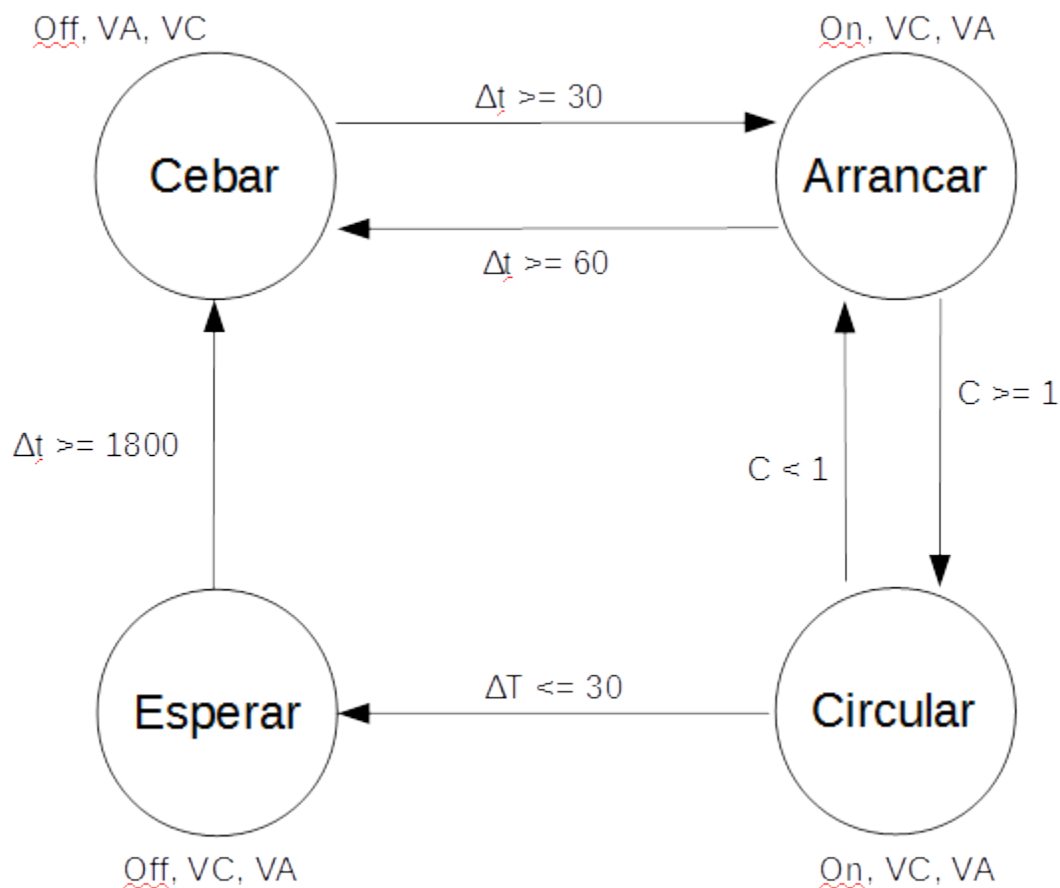 Off, VA, VC
On, VC, VA
Δt >= 30
Cebar
Arrancar
Δt >= 60
C >= 1
Δt >= 1800
C < 1
ΔT <= 30
Esperar
Circular
Off, VC, VA
On, VC, VA